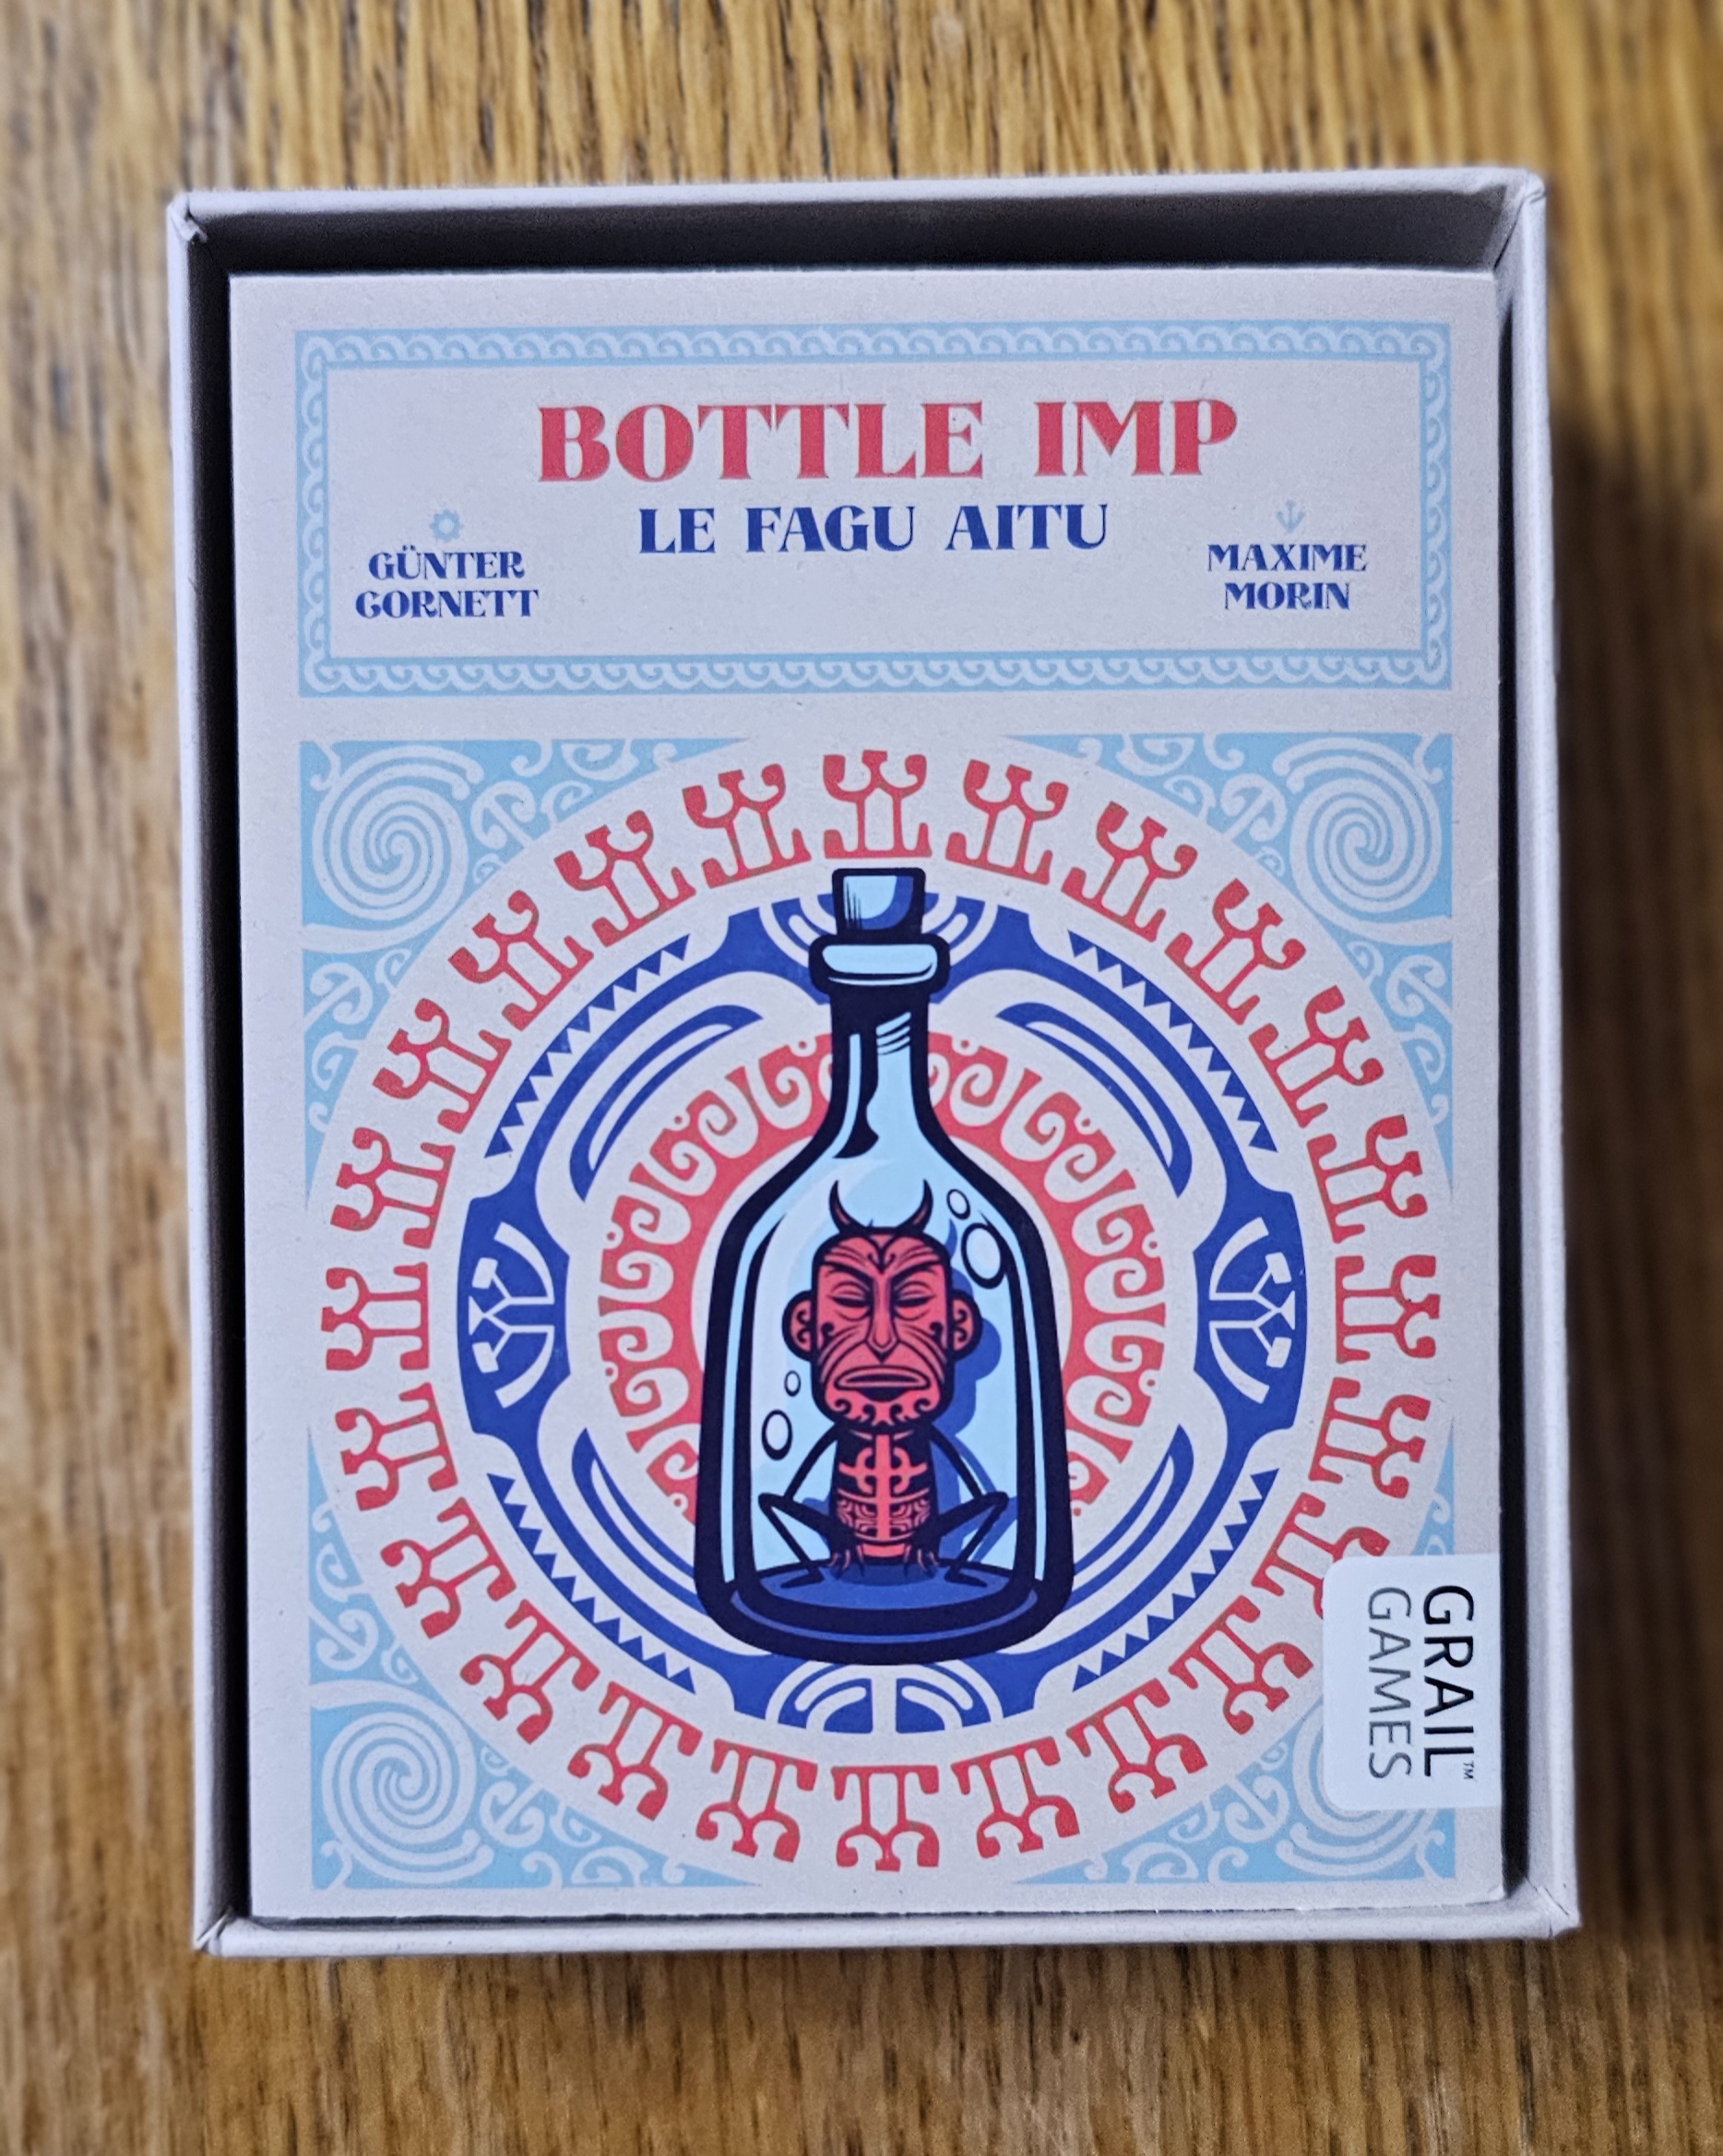 BOTTLE IMP
LE FAGU AITU
GÜNTER
GORNETT
MAXIME
MORIN
GRAIL™
GAMES